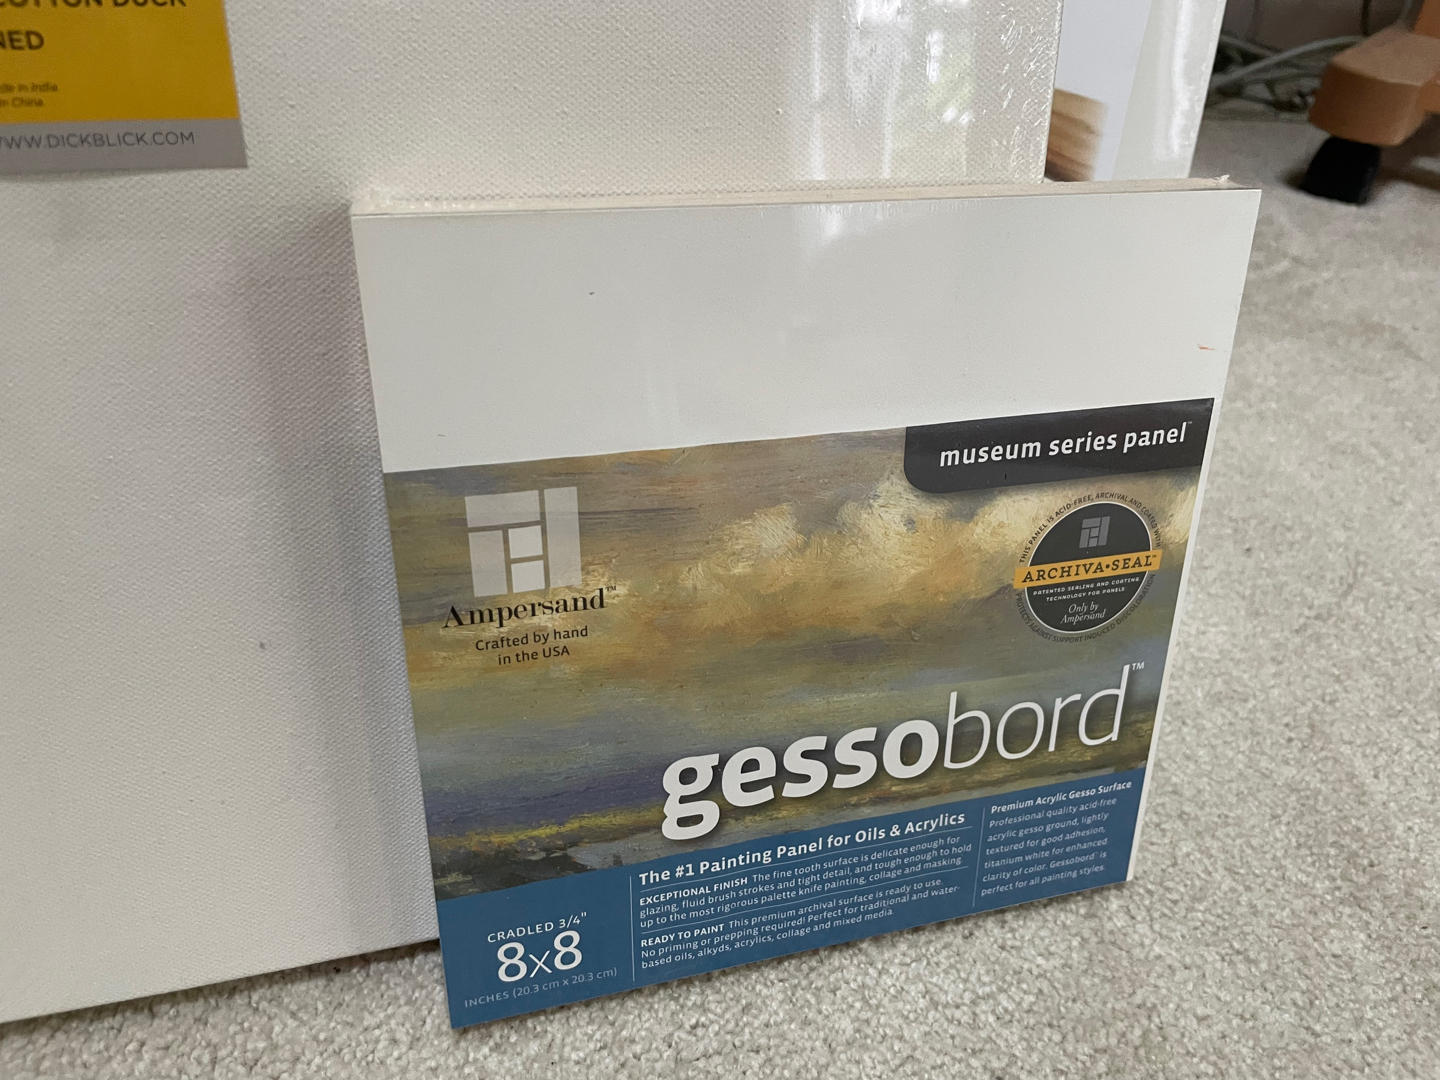 COTTON DUCK
NED
in India
in China.
WWW.DICKBLICK.COM
museum series panel™
Ampersand™
Crafted by hand
in the USA
THIS PANEL IS ACID-FREE, ARCHIVAL AND COATED WITH
ARCHIVA•SEAL™
PATENTED SEALING AND COATING
TECHNOLOGY FOR PANELS
Only by
Ampersand
PROTECTS AGAINST SUPPORT INDUCED DISCOLORATION
gessobord™
The #1 Painting Panel for Oils & Acrylics
EXCEPTIONAL FINISH The fine tooth surface is delicate enough for
glazing, fluid brush strokes and tight detail, and tough enough to hold
up to the most rigorous palette knife painting, collage and masking.
READY TO PAINT This premium archival surface is ready to use.
No priming or prepping required! Perfect for traditional and water-
based oils, alkyds, acrylics, collage and mixed media.
Premium Acrylic Gesso Surface
Professional quality acid-free
acrylic gesso ground, lightly
textured for good adhesion,
titanium white for enhanced
clarity of color. Gessobord™ is
perfect for all painting styles.
CRADLED 3/4"
8x8
INCHES (20.3 cm x 20.3 cm)